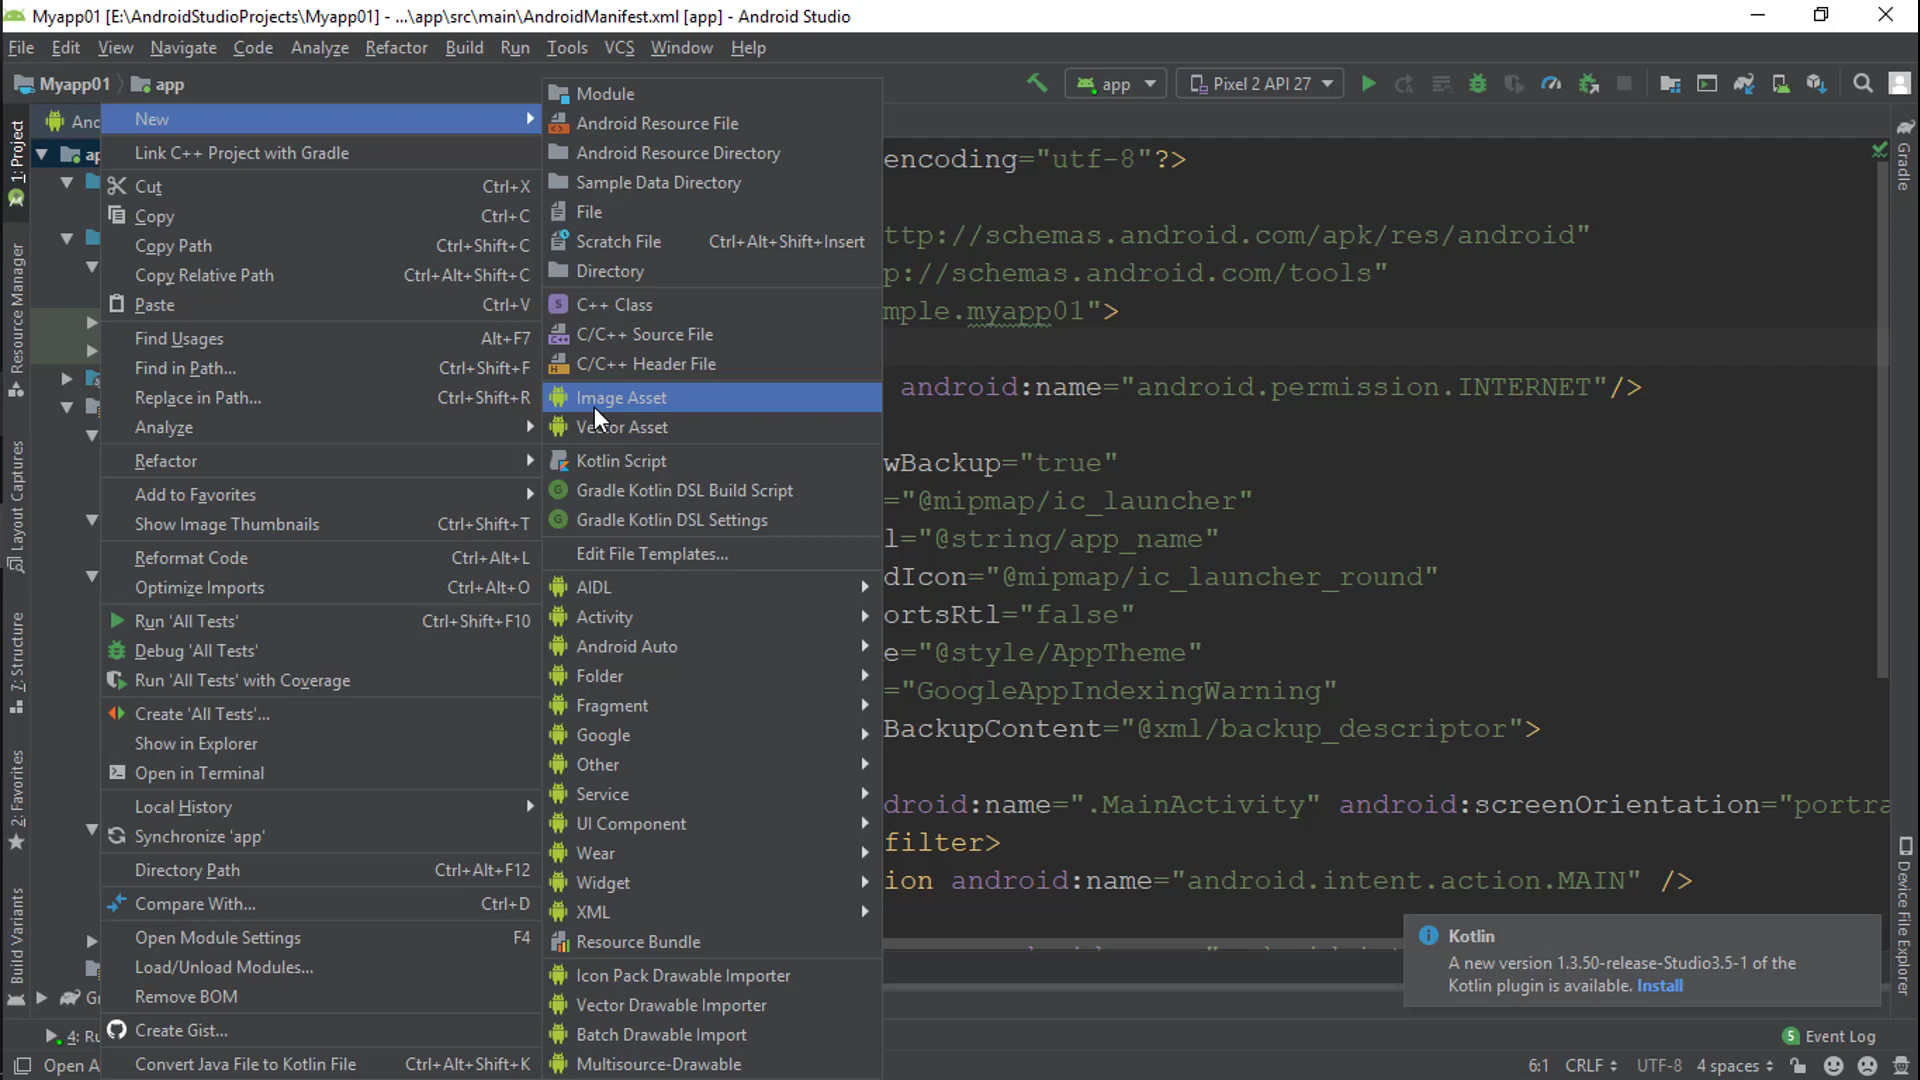 Myapp01 [E:\AndroidStudioProjects\Myapp01] - ...\app\src\main\AndroidManifest.xml [app] - Android Studio
File Edit View Navigate Code Analyze Refactor Build Run Tools VCS Window Help
Myapp01 app
app
Pixel 2 API 27
1: Project
Resource Manager
Layout Captures
7: Structure
2: Favorites
Build Variants
New
Link C++ Project with Gradle
Cut Ctrl+X
Copy Ctrl+C
Copy Path Ctrl+Shift+C
Copy Relative Path Ctrl+Alt+Shift+C
Paste Ctrl+V
Find Usages Alt+F7
Find in Path... Ctrl+Shift+F
Replace in Path... Ctrl+Shift+R
Analyze
Refactor
Add to Favorites
Show Image Thumbnails Ctrl+Shift+T
Reformat Code Ctrl+Alt+L
Optimize Imports Ctrl+Alt+O
Run 'All Tests' Ctrl+Shift+F10
Debug 'All Tests'
Run 'All Tests' with Coverage
Create 'All Tests'...
Show in Explorer
Open in Terminal
Local History
Synchronize 'app'
Directory Path Ctrl+Alt+F12
Compare With... Ctrl+D
Open Module Settings F4
Load/Unload Modules...
Remove BOM
Create Gist...
Convert Java File to Kotlin File Ctrl+Alt+Shift+K
Module
Android Resource File
Android Resource Directory
Sample Data Directory
File
Scratch File Ctrl+Alt+Shift+Insert
Directory
C++ Class
C/C++ Source File
C/C++ Header File
Image Asset
Vector Asset
Kotlin Script
Gradle Kotlin DSL Build Script
Gradle Kotlin DSL Settings
Edit File Templates...
AIDL
Activity
Android Auto
Folder
Fragment
Google
Other
Service
UI Component
Wear
Widget
XML
Resource Bundle
Icon Pack Drawable Importer
Vector Drawable Importer
Batch Drawable Import
Multisource-Drawable
encoding="utf-8"?>
ttp://schemas.android.com/apk/res/android"
p://schemas.android.com/tools"
mple.myapp01">
android:name="android.permission.INTERNET"/>
wBackup="true"
="@mipmap/ic_launcher"
l="@string/app_name"
dIcon="@mipmap/ic_launcher_round"
ortsRtl="false"
e="@style/AppTheme"
="GoogleAppIndexingWarning"
BackupContent="@xml/backup_descriptor">
droid:name=".MainActivity" android:screenOrientation="portra
filter>
ion android:name="android.intent.action.MAIN" />
Kotlin
A new version 1.3.50-release-Studio3.5-1 of the
Kotlin plugin is available. Install
Gradle
Device File Explorer
5 Event Log
6:1 CRLF UTF-8 4 spaces